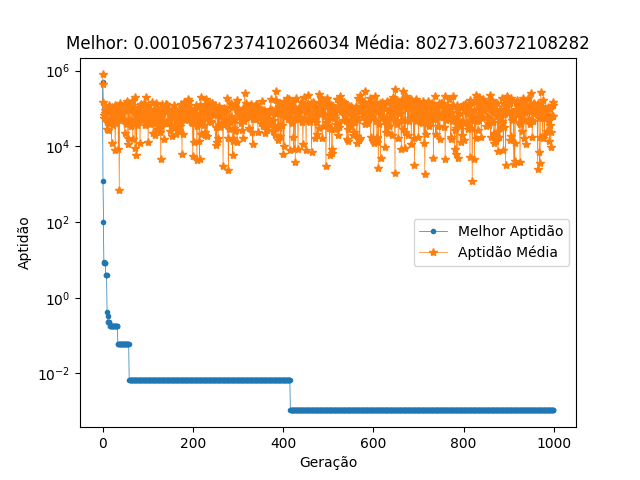 Melhor: 0.0010567237410266034 Média: 80273.60372108282
10^6
10^4
10^2
10^0
10^−2
Aptidão
Melhor Aptidão
Aptidão Média
0 200 400 600 800 1000
Geração